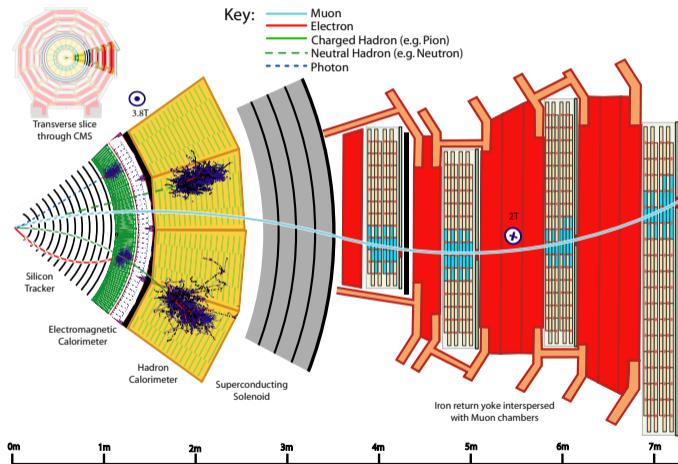 Key:
Muon
Electron
Charged Hadron (e.g. Pion)
Neutral Hadron (e.g. Neutron)
Photon
Transverse slice
through CMS
3.8T
2T
Silicon
Tracker
Electromagnetic
Calorimeter
Hadron
Calorimeter
Superconducting
Solenoid
Iron return yoke interspersed
with Muon chambers
0m 1m 2m 3m 4m 5m 6m 7m